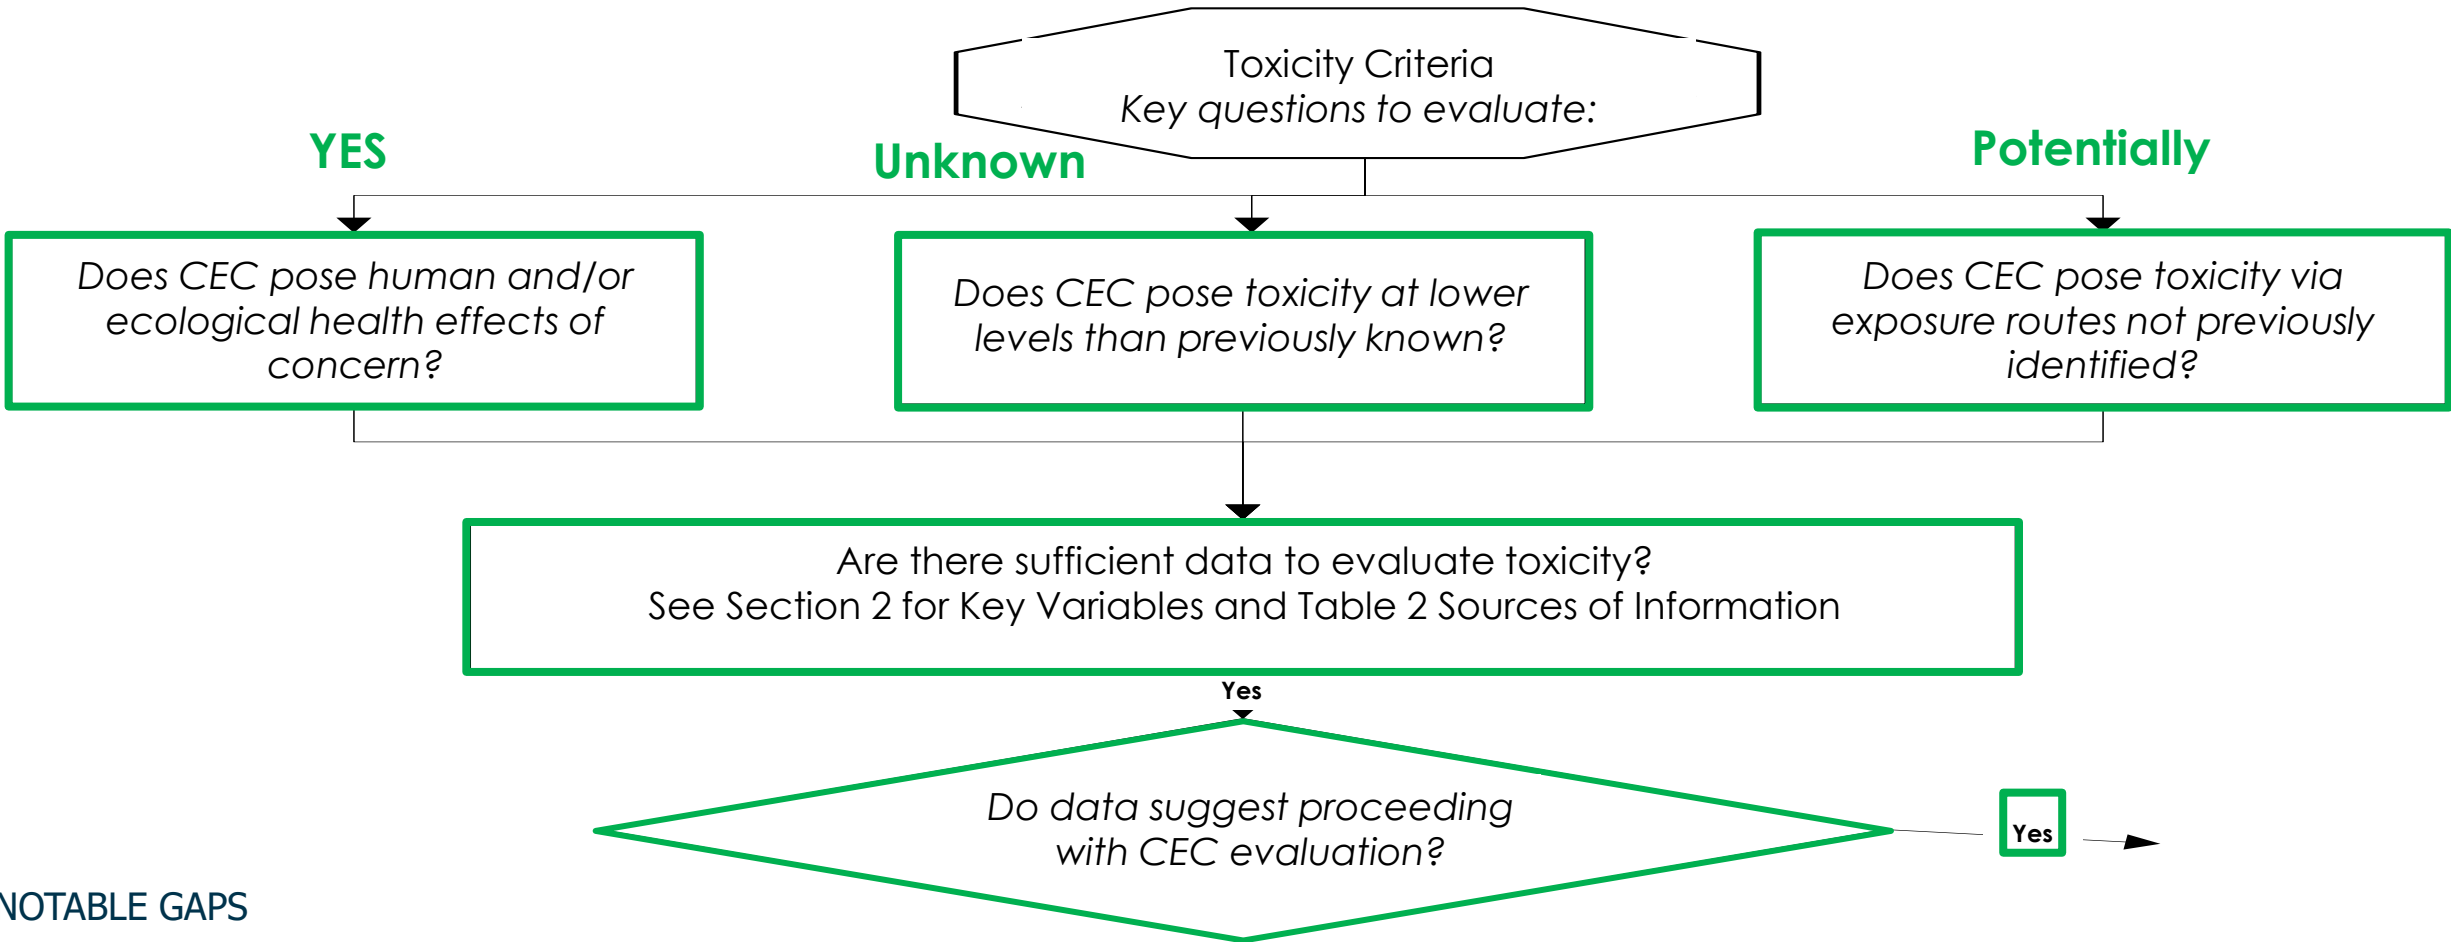 Toxicity Criteria
Key questions to evaluate:
YES
Unknown
Potentially
Does CEC pose human and/or
ecological health effects of
concern?
Does CEC pose toxicity at lower
levels than previously known?
Does CEC pose toxicity via
exposure routes not previously
identified?
Are there sufficient data to evaluate toxicity?
See Section 2 for Key Variables and Table 2 Sources of Information
Yes
Do data suggest proceeding
with CEC evaluation?
Yes
NOTABLE GAPS